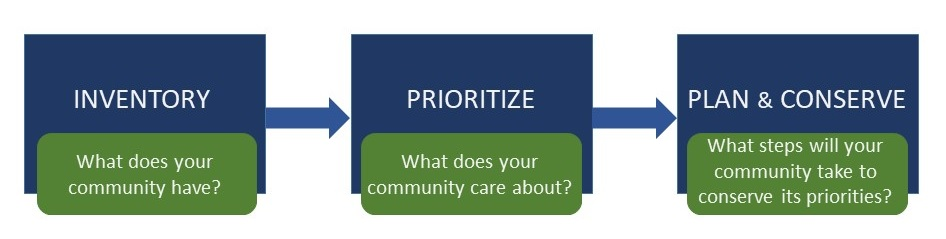 INVENTORY
What does your
community have?
PRIORITIZE
What does your
community care about?
PLAN & CONSERVE
What steps will your
community take to
conserve its priorities?